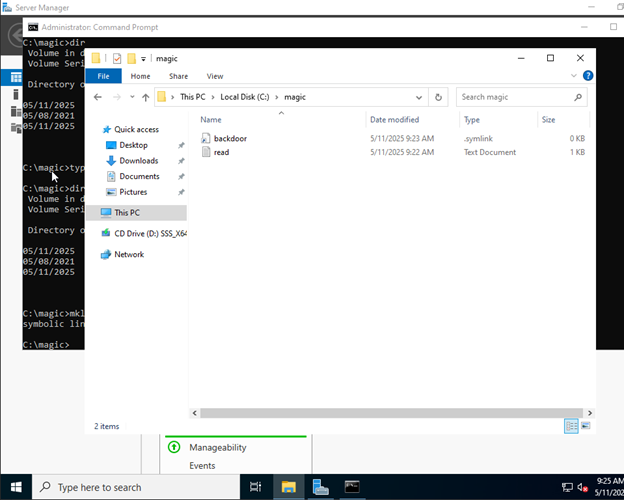 Server Manager
Administrator: Command Prompt
C:\magic>dir
Volume in d
Volume Seri
Directory o
05/11/2025
05/08/2021
05/11/2025
C:\magic>typ
C:\magic>dir
Volume in d
Volume Seri
Directory o
05/11/2025
05/08/2021
05/11/2025
C:\magic>mkl
symbolic lin
C:\magic>
magic
File
Home
Share
View
This PC > Local Disk (C:) > magic
Search magic
Quick access
Desktop
Downloads
Documents
Pictures
This PC
CD Drive (D:) SSS_X64
Network
Name Date modified Type Size
backdoor 5/11/2025 9:23 AM .symlink 0 KB
read 5/11/2025 9:22 AM Text Document 1 KB
2 items
Manageability
Events
Type here to search
9:25 AM
5/11/202